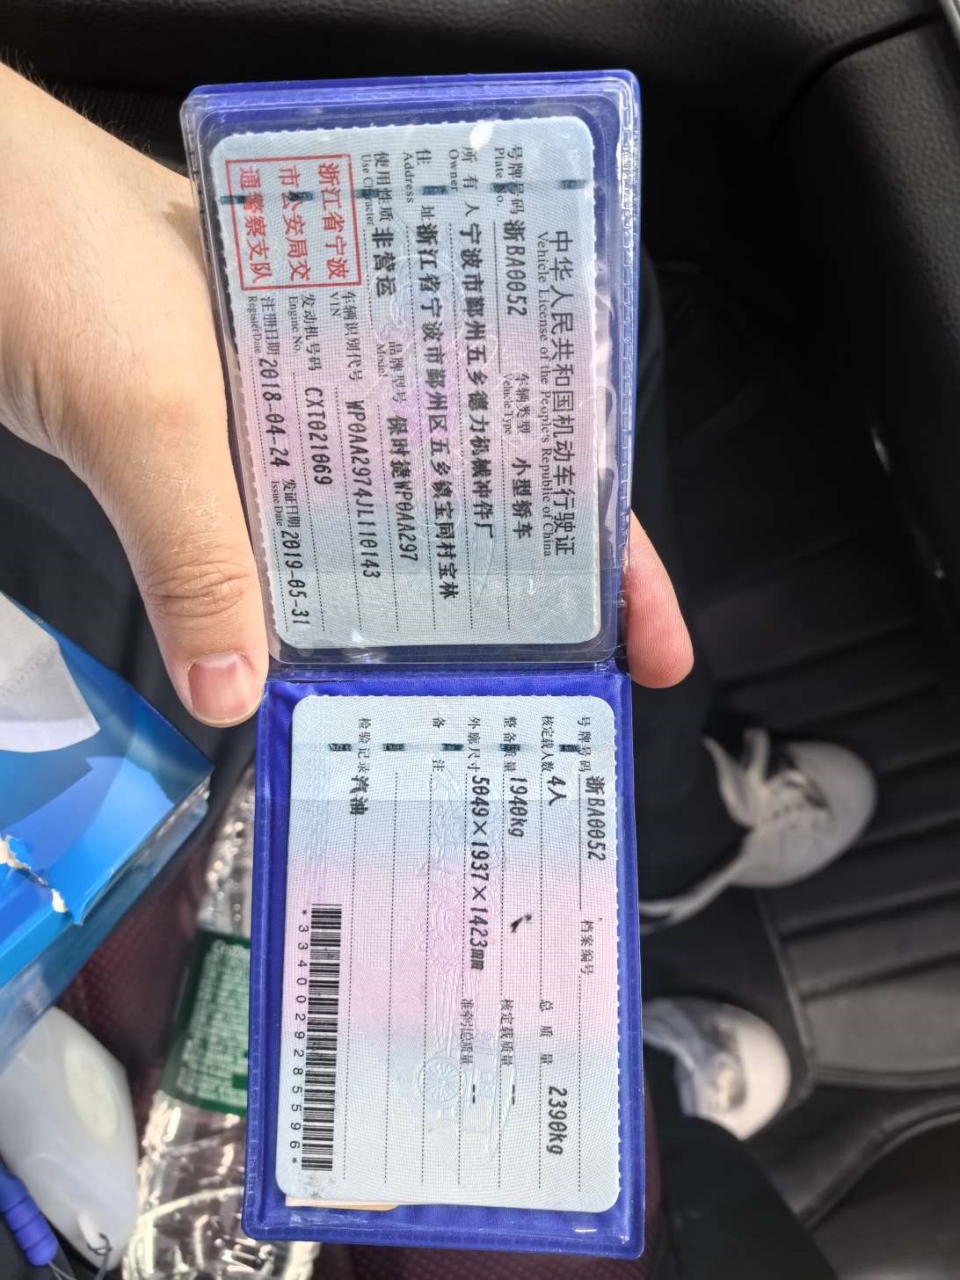 中华人民共和国机动车行驶证
Vehicle License of the People's Republic of China
号牌号码 浙BA0052 车辆类型 小型轿车
Plate No. Vehicle Type
所有人 宁波市鄞州五乡德力机械冲件厂
Owner
住址 浙江省宁波市鄞州区五乡镇宝同村宝林
Address
使用性质 非营运 品牌型号 保时捷WP0AA297
Use Character Model
浙江省宁波
市公安局交
通警察支队
车辆识别代号 WP0AA2974JL110143
VIN
发动机号码 CXT021069
Engine No.
注册日期 2018-04-24 发证日期 2019-05-31
Register Date Issue Date
号牌号码 浙BA0052 档案编号
核定载人数 4人 总质量 2390kg
整备质量 1940kg 核定载质量 --
外廓尺寸 5049×1937×1423mm 准牵引总质量 --
备注
检验记录 汽油
*3340029285596*